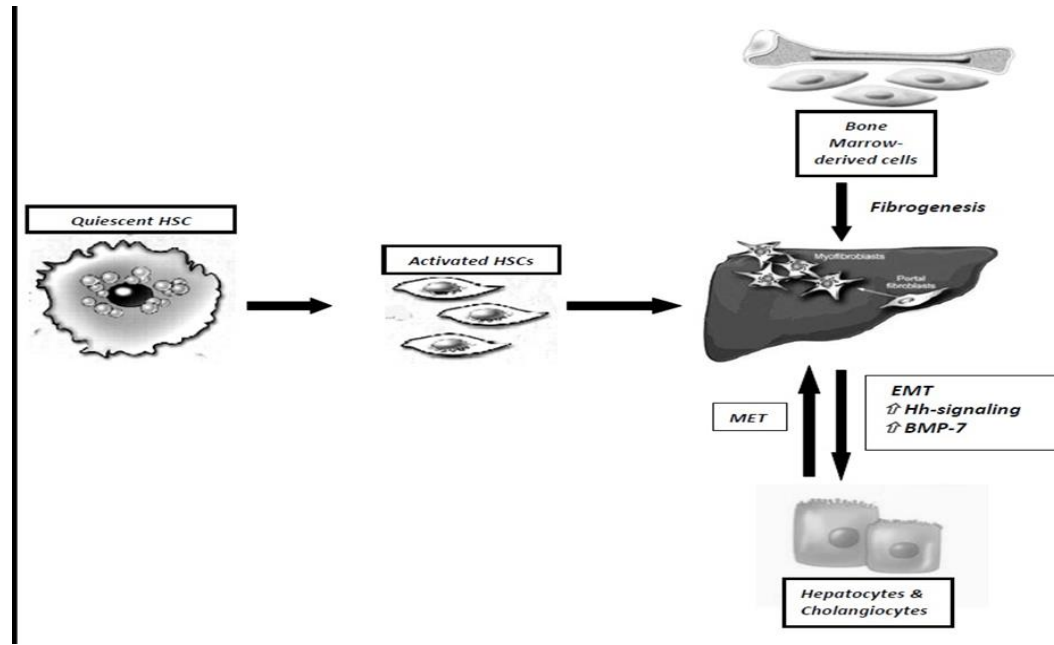 Bone
Marrow-
derived cells
Fibrogenesis
Quiescent HSC
Activated HSCs
Myofibroblasts
Portal
fibroblasts
MET
EMT
⇧ Hh-signaling
⇧ BMP-7
Hepatocytes &
Cholangiocytes